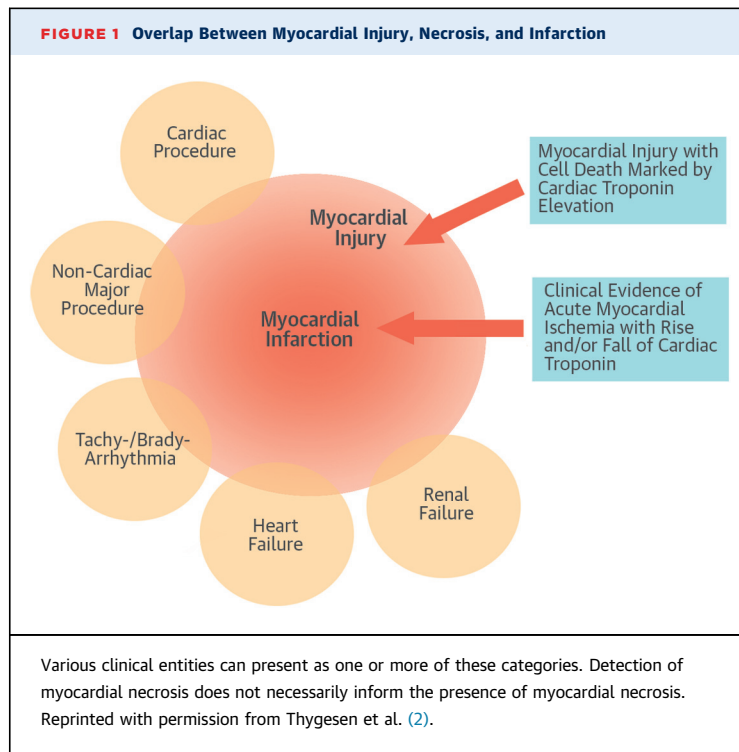 FIGURE 1 Overlap Between Myocardial Injury, Necrosis, and Infarction
Cardiac
Procedure
Myocardial Injury with
Cell Death Marked by
Cardiac Troponin
Elevation
Myocardial
Injury
Non-Cardiac
Major
Procedure
Myocardial
Infarction
Clinical Evidence of
Acute Myocardial
Ischemia with Rise
and/or Fall of Cardiac
Troponin
Tachy-/Brady-
Arrhythmia
Renal
Failure
Heart
Failure
Various clinical entities can present as one or more of these categories. Detection of
myocardial necrosis does not necessarily inform the presence of myocardial necrosis.
Reprinted with permission from Thygesen et al. (2).